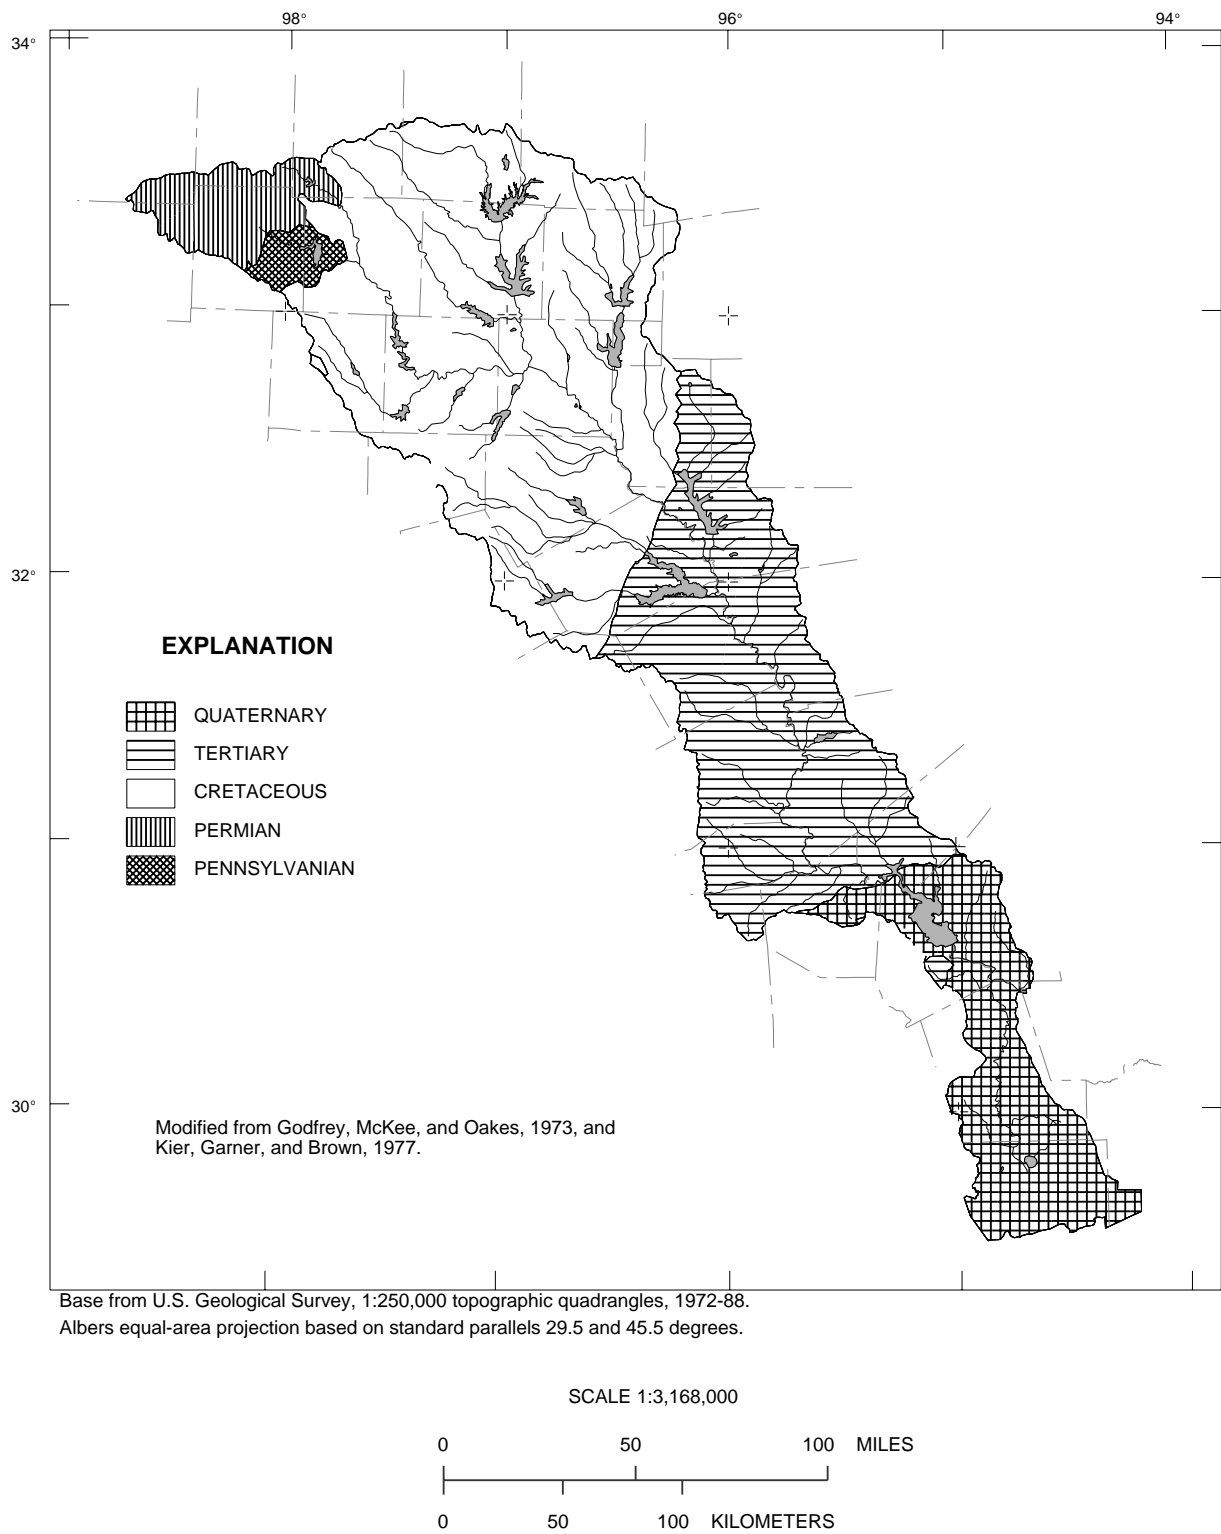 98° 96° 94°
34°
32°
EXPLANATION
QUATERNARY
TERTIARY
CRETACEOUS
PERMIAN
PENNSYLVANIAN
30°
Modified from Godfrey, McKee, and Oakes, 1973, and
Kier, Garner, and Brown, 1977.
Base from U.S. Geological Survey, 1:250,000 topographic quadrangles, 1972-88.
Albers equal-area projection based on standard parallels 29.5 and 45.5 degrees.
SCALE 1:3,168,000
0 50 100 MILES
0 50 100 KILOMETERS